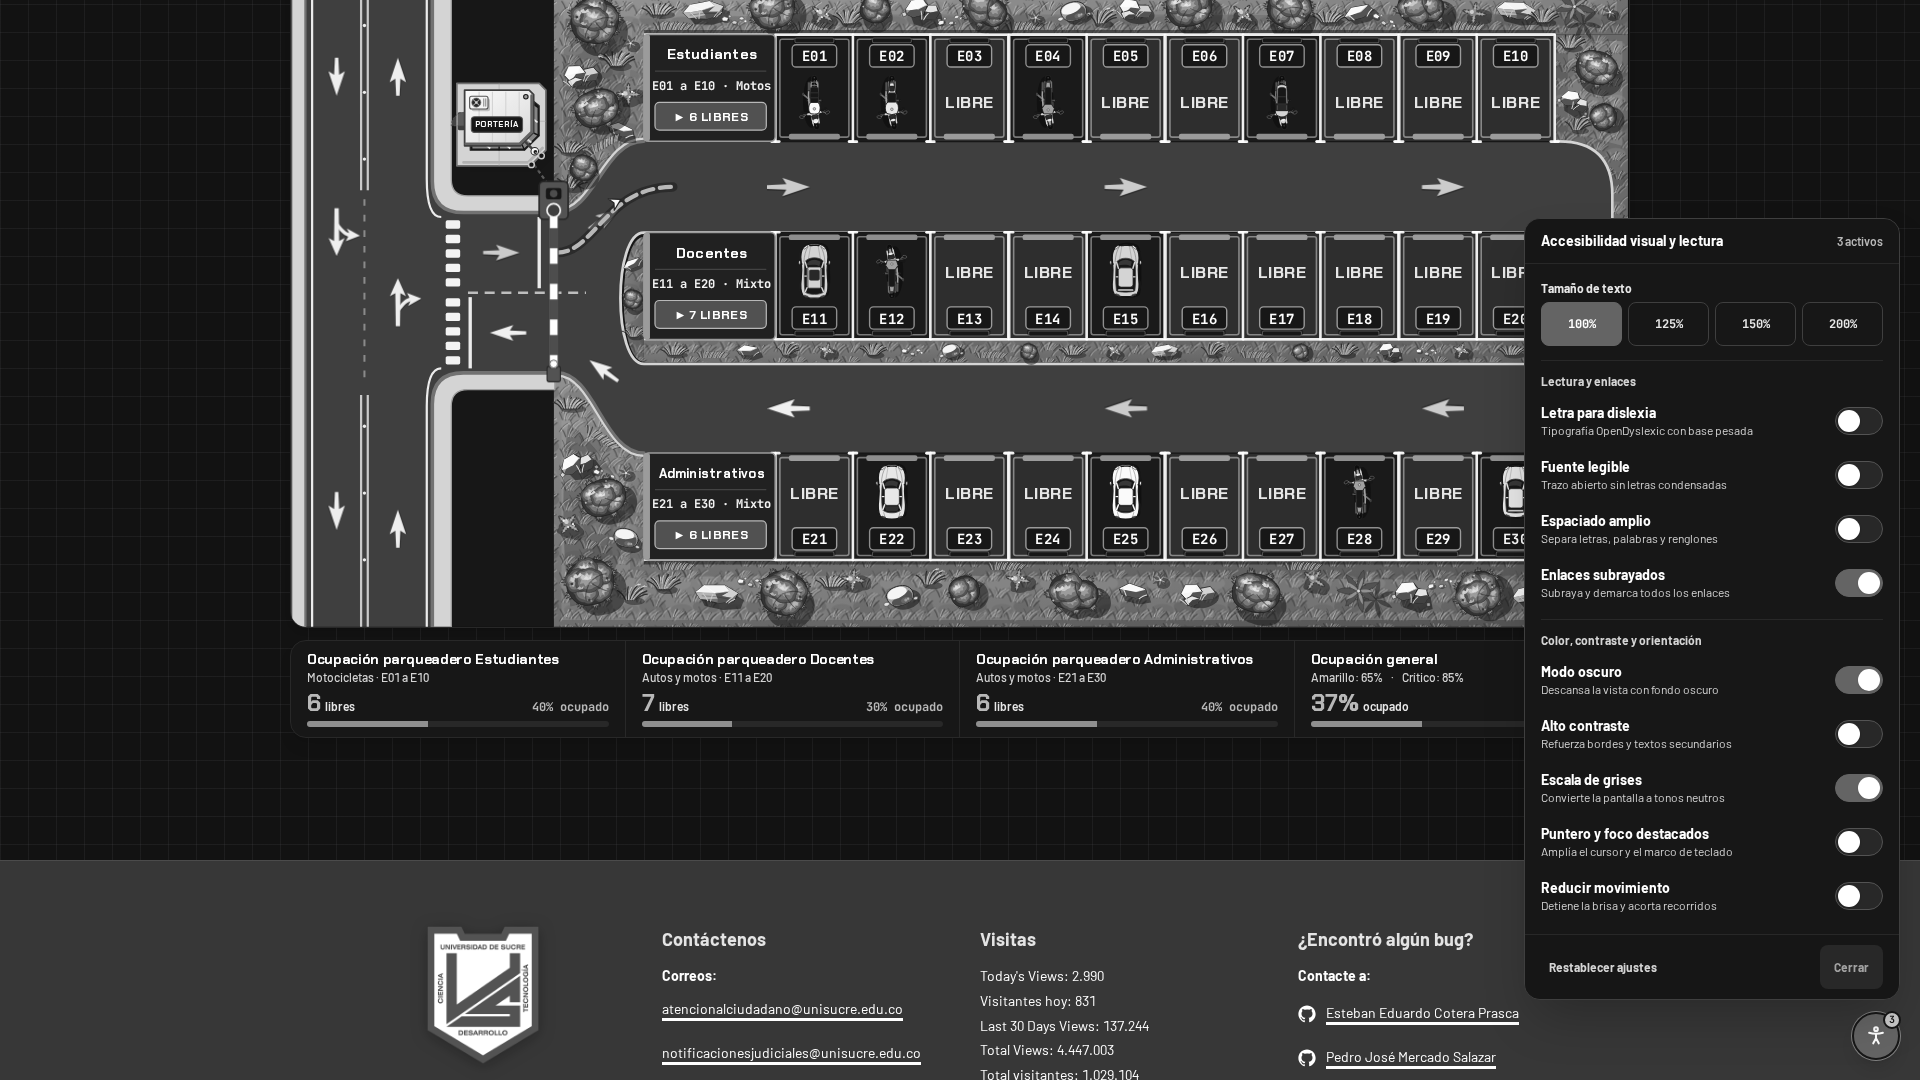 Estudiantes
E01 a E10 · Motos
▸ 6 LIBRES
E01 E02 E03 E04 E05 E06 E07 E08 E09 E10
LIBRE LIBRE LIBRE LIBRE LIBRE LIBRE
PORTERÍA
Docentes
E11 a E20 · Mixto
▸ 7 LIBRES
LIBRE LIBRE LIBRE LIBRE LIBRE LIBRE
E11 E12 E13 E14 E15 E16 E17 E18 E19
Administrativos
E21 a E30 · Mixto
▸ 6 LIBRES
LIBRE LIBRE LIBRE LIBRE LIBRE LIBRE
E21 E22 E23 E24 E25 E26 E27 E28 E29
Ocupación parqueadero Estudiantes
Motocicletas · E01 a E10
6 libres
40% ocupado
Ocupación parqueadero Docentes
Autos y motos · E11 a E20
7 libres
30% ocupado
Ocupación parqueadero Administrativos
Autos y motos · E21 a E30
6 libres
40% ocupado
Ocupación general
Amarillo: 65% · Crítico: 85%
37% ocupado
Accesibilidad visual y lectura
3 activos
Tamaño de texto
100% 125% 150% 200%
Lectura y enlaces
Letra para dislexia
Tipografía OpenDyslexic con base pesada
Fuente legible
Trazo abierto sin letras condensadas
Espaciado amplio
Separa letras, palabras y renglones
Enlaces subrayados
Subraya y demarca todos los enlaces
Color, contraste y orientación
Modo oscuro
Descansa la vista con fondo oscuro
Alto contraste
Refuerza bordes y textos secundarios
Escala de grises
Convierte la pantalla a tonos neutros
Puntero y foco destacados
Amplía el cursor y el marco de teclado
Reducir movimiento
Detiene la brisa y acorta recorridos
Restablecer ajustes
Cerrar
3
UNIVERSIDAD DE SUCRE
CIENCIA
TECNOLOGÍA
DESARROLLO
Contáctenos
Correos:
atencionalciudadano@unisucre.edu.co
notificacionesjudiciales@unisucre.edu.co
Visitas
Today's Views: 2.990
Visitantes hoy: 831
Last 30 Days Views: 137.244
Total Views: 4.447.003
Total visitantes: 1.029.104
¿Encontró algún bug?
Contacte a:
Esteban Eduardo Cotera Prasca
Pedro José Mercado Salazar